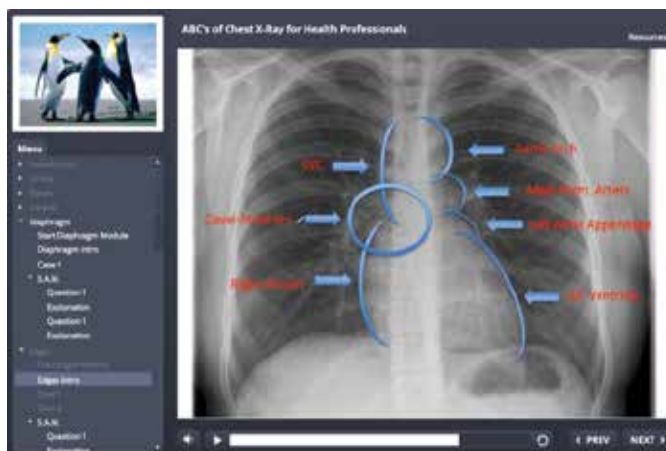 ABC's of Chest X-Ray for Health Professionals
Resources
Menu
Diaphragm
Start Diaphragm Module
Diaphragm Intro
Case 1
S.A.N.
Question 1
Explanation
Question 1
Explanation
Edges Intro
S.A.N.
Question 1
Explanation
SVC
Right Atrium
Aortic Arch
Main Pulm. Artery
Left Atrial Appendage
Ventricle
PREV
NEXT